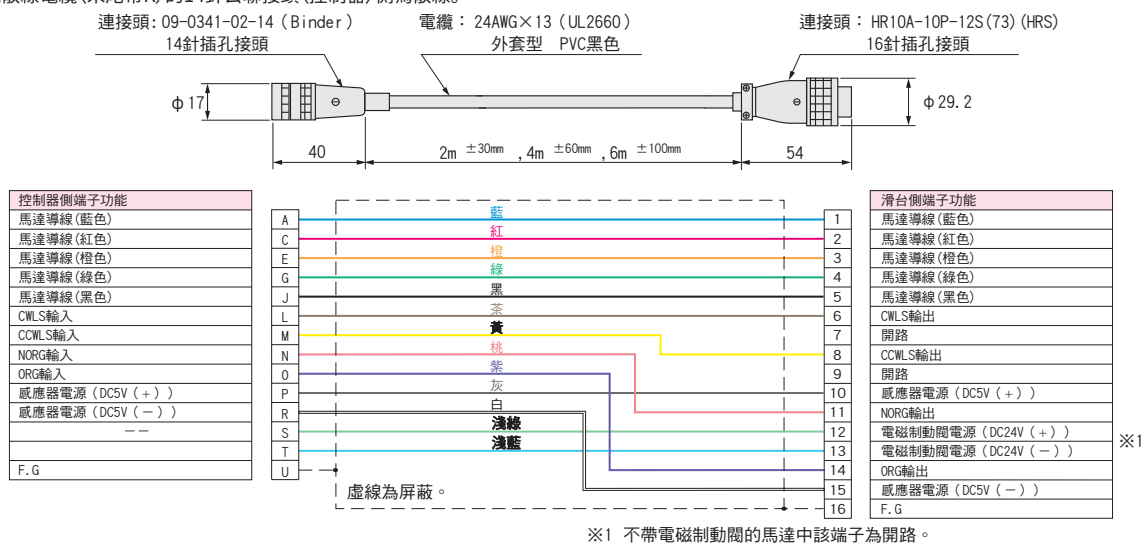 連接頭:09-0341-02-14(Binder)
14針插孔接頭
電纜:24AWG×13(UL2660)
外套型 PVC黑色
連接頭:HR10A-10P-12S(73)(HRS)
16針插孔接頭
φ17
φ29.2
40
2m ±30mm ,4m ±60mm ,6m ±100mm
54
控制器側端子功能
馬達導線(藍色)
馬達導線(紅色)
馬達導線(橙色)
馬達導線(綠色)
馬達導線(黑色)
CWLS輸入
CCWLS輸入
NORG輸入
ORG輸入
感應器電源(DC5V(+))
感應器電源(DC5V(-))
--
F.G
A
C
E
G
J
L
M
N
O
P
R
S
T
U
藍
紅
橙
綠
黑
茶
黃
桃
紫
灰
白
淺綠
淺藍
虛線為屏蔽。
1
2
3
4
5
6
7
8
9
10
11
12
13
14
15
16
滑台側端子功能
馬達導線(藍色)
馬達導線(紅色)
馬達導線(橙色)
馬達導線(綠色)
馬達導線(黑色)
CWLS輸出
開路
CCWLS輸出
開路
感應器電源(DC5V(+))
NORG輸出
電磁制動閥電源(DC24V(+))
電磁制動閥電源(DC24V(-))
ORG輸出
感應器電源(DC5V(-))
F.G
※1
※1 不帶電磁制動閥的馬達中該端子為開路。